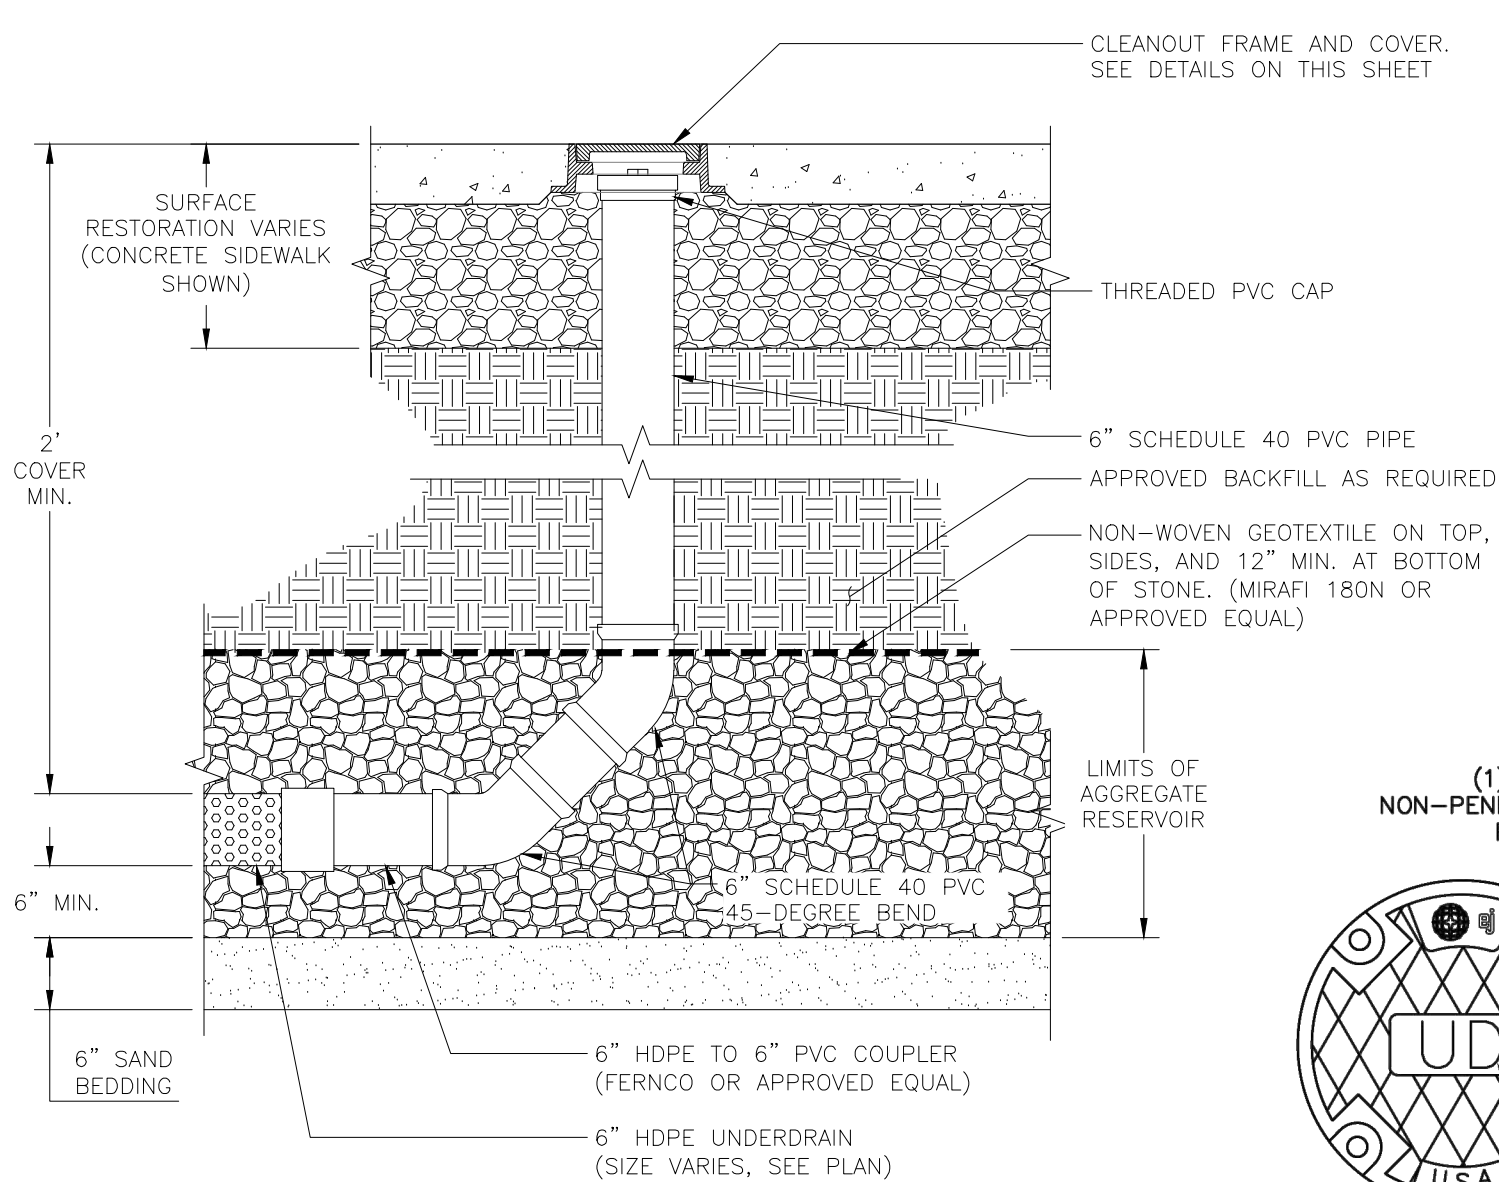 CLEANOUT FRAME AND COVER.
SEE DETAILS ON THIS SHEET
SURFACE
RESTORATION VARIES
(CONCRETE SIDEWALK
SHOWN)
THREADED PVC CAP
2'
COVER
MIN.
6" SCHEDULE 40 PVC PIPE
APPROVED BACKFILL AS REQUIRED
NON-WOVEN GEOTEXTILE ON TOP,
SIDES, AND 12" MIN. AT BOTTOM
OF STONE. (MIRAFI 180N OR
APPROVED EQUAL)
LIMITS OF
AGGREGATE
RESERVOIR
6" MIN.
6" SCHEDULE 40 PVC
45-DEGREE BEND
6" SAND
BEDDING
6" HDPE TO 6" PVC COUPLER
(FERNCO OR APPROVED EQUAL)
6" HDPE UNDERDRAIN
(SIZE VARIES, SEE PLAN)
(1)
ej
UD
USA